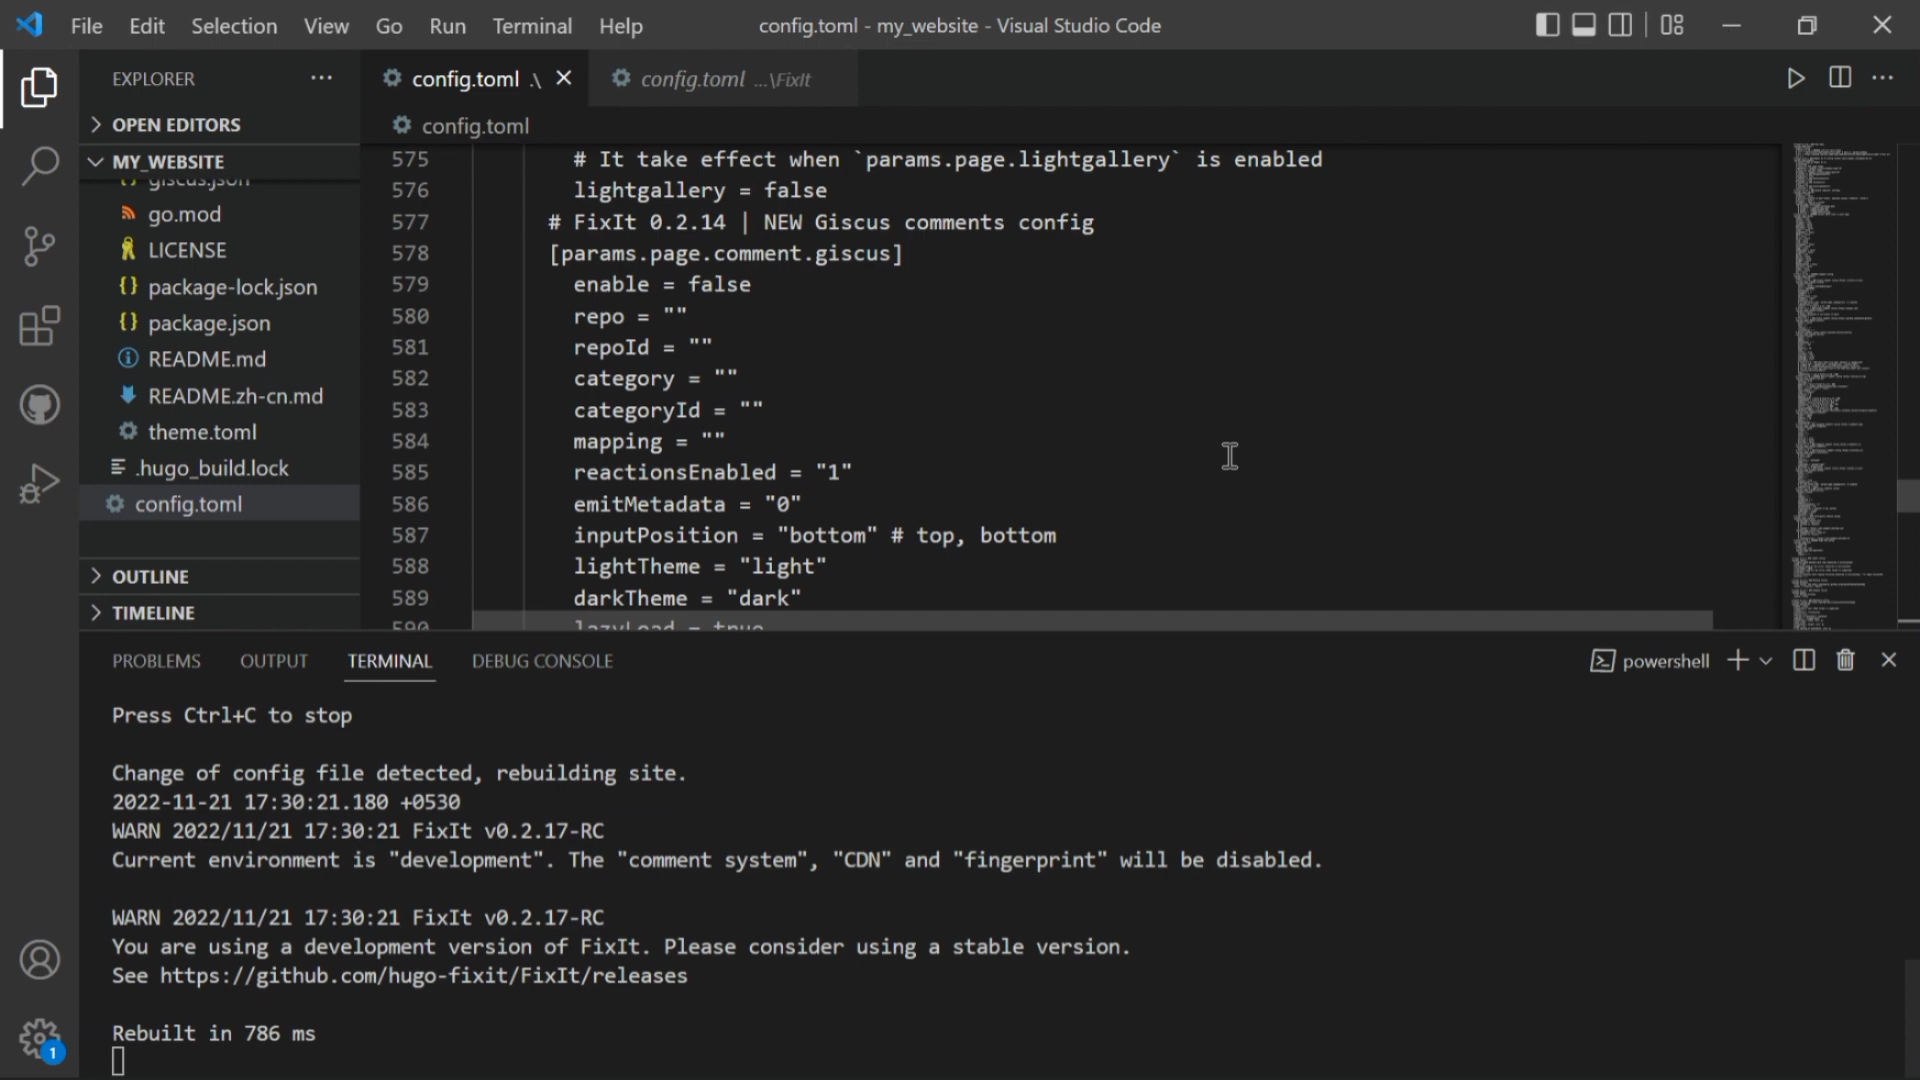 File Edit Selection View Go Run Terminal Help config.toml - my_website - Visual Studio Code
EXPLORER ···
OPEN EDITORS
MY_WEBSITE
giscus.json
go.mod
LICENSE
package-lock.json
package.json
README.md
README.zh-cn.md
theme.toml
.hugo_build.lock
config.toml
OUTLINE
TIMELINE
config.toml .\
config.toml ...\FixIt
config.toml
575 # It take effect when `params.page.lightgallery` is enabled
576 lightgallery = false
577 # FixIt 0.2.14 | NEW Giscus comments config
578 [params.page.comment.giscus]
579 enable = false
580 repo = ""
581 repoId = ""
582 category = ""
583 categoryId = ""
584 mapping = ""
585 reactionsEnabled = "1"
586 emitMetadata = "0"
587 inputPosition = "bottom" # top, bottom
588 lightTheme = "light"
589 darkTheme = "dark"
590 lazyLoad = true
PROBLEMS OUTPUT TERMINAL DEBUG CONSOLE powershell
Press Ctrl+C to stop
Change of config file detected, rebuilding site.
2022-11-21 17:30:21.180 +0530
WARN 2022/11/21 17:30:21 FixIt v0.2.17-RC
Current environment is "development". The "comment system", "CDN" and "fingerprint" will be disabled.
WARN 2022/11/21 17:30:21 FixIt v0.2.17-RC
You are using a development version of FixIt. Please consider using a stable version.
See https://github.com/hugo-fixit/FixIt/releases
Rebuilt in 786 ms
1